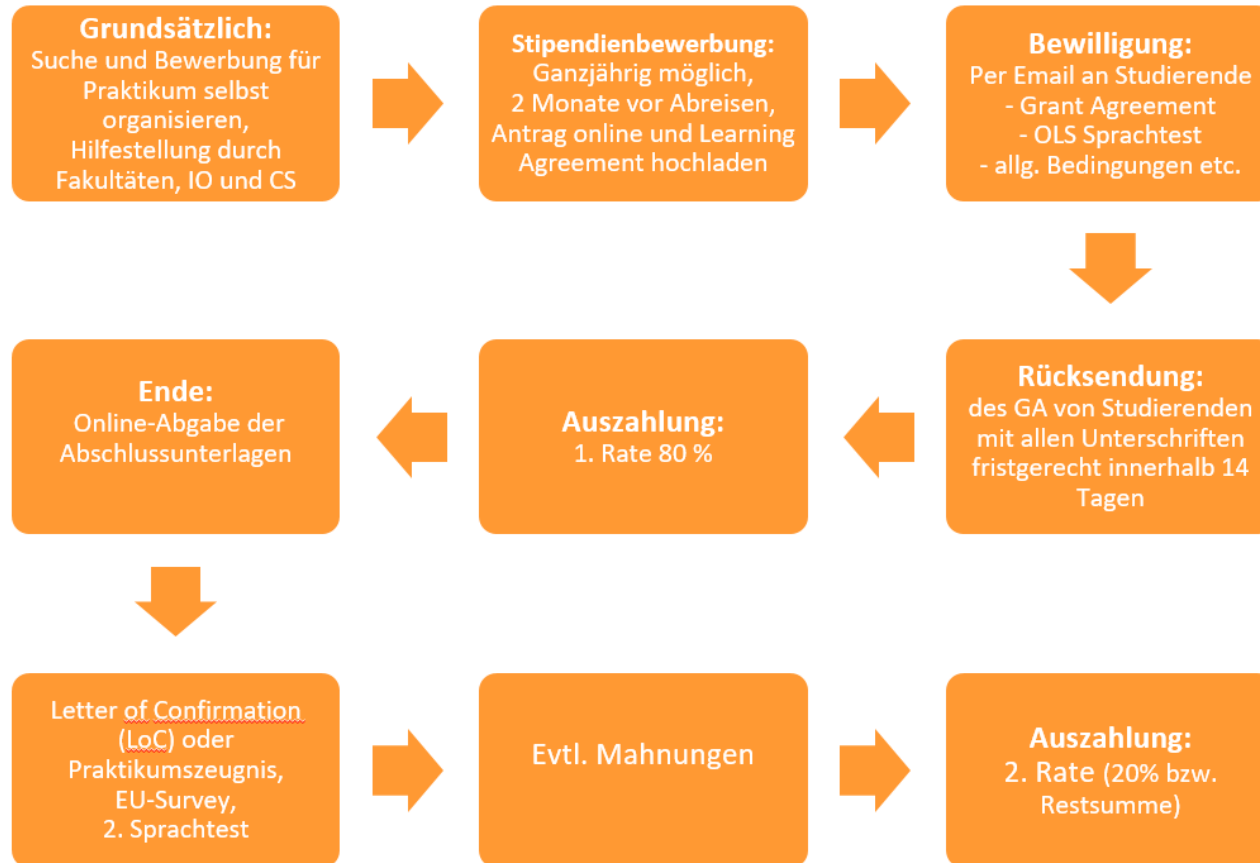 Grundsätzlich:
Suche und Bewerbung für
Praktikum selbst
organisieren,
Hilfestellung durch
Fakultäten, IO und CS
Stipendienbewerbung:
Ganzjährig möglich,
2 Monate vor Abreisen,
Antrag online und Learning
Agreement hochladen
Bewilligung:
Per Email an Studierende
- Grant Agreement
- OLS Sprachtest
- allg. Bedingungen etc.
Rücksendung:
des GA von Studierenden
mit allen Unterschriften
fristgerecht innerhalb 14
Tagen
Auszahlung:
1. Rate 80 %
Ende:
Online-Abgabe der
Abschlussunterlagen
Letter of Confirmation
(LoC) oder
Praktikumszeugnis,
EU-Survey,
2. Sprachtest
Evtl. Mahnungen
Auszahlung:
2. Rate (20% bzw.
Restsumme)